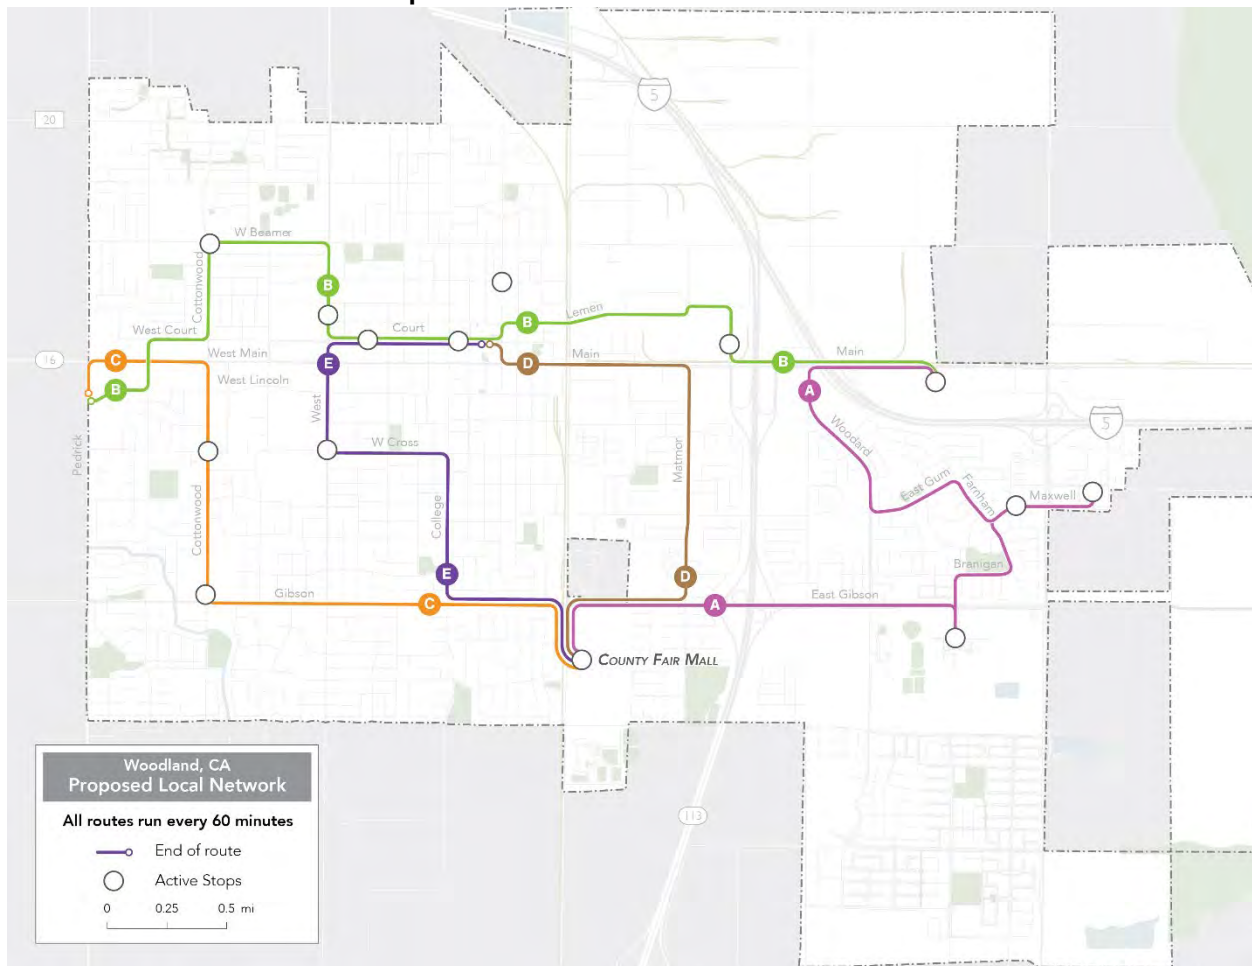 5
20
W Beamer
Cottonwood
B
B
Lemen
West Court
Court
16
C
West Main
E
D
Main
B
Main
West Lincoln
B
A
5
West
Woodard
Pedrick
W Cross
Matmor
East Gum
Farnham
Maxwell
College
Cottonwood
Branigan
E
D
Gibson
C
A
East Gibson
COUNTY FAIR MALL
113
Woodland, CA
Proposed Local Network
All routes run every 60 minutes
End of route
Active Stops
0 0.25 0.5 mi